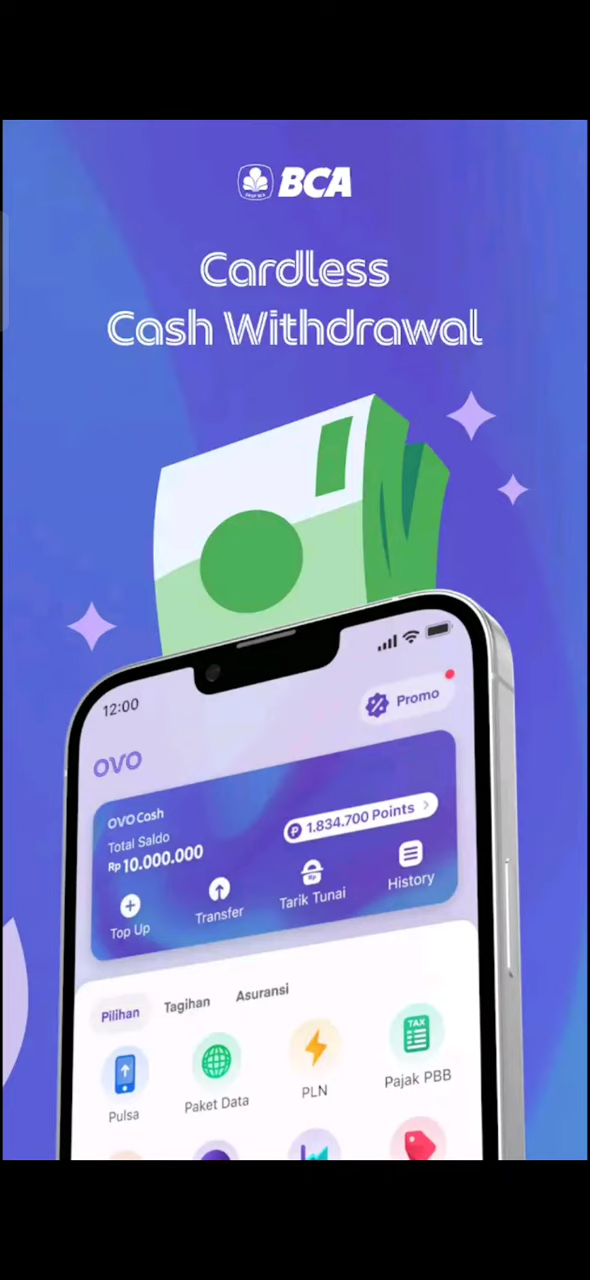 BCA
Cardless
Cash Withdrawal
12:00
Promo
OVO
OVO Cash
Total Saldo
Rp 10.000.000
P 1.834.700 Points
Top Up
Transfer
Rp
Tarik Tunai
History
Pilihan
Tagihan
Asuransi
TAX
Pulsa
Paket Data
PLN
Pajak PBB